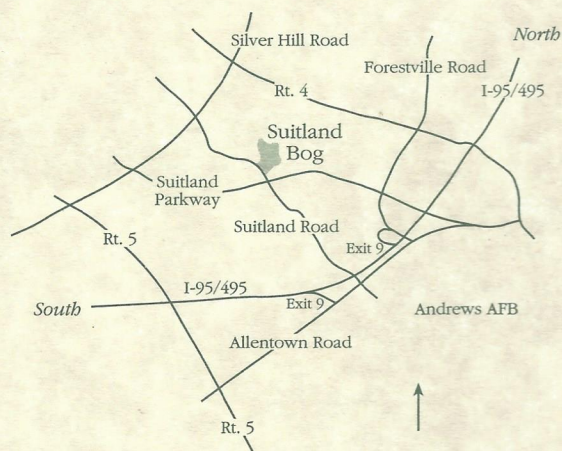 North
Silver Hill Road
Forestville Road
Rt. 4
I-95/495
Suitland
Bog
Suitland
Parkway
Suitland Road
Rt. 5
Exit 9
I-95/495
South
Exit 9
Andrews AFB
Allentown Road
Rt. 5